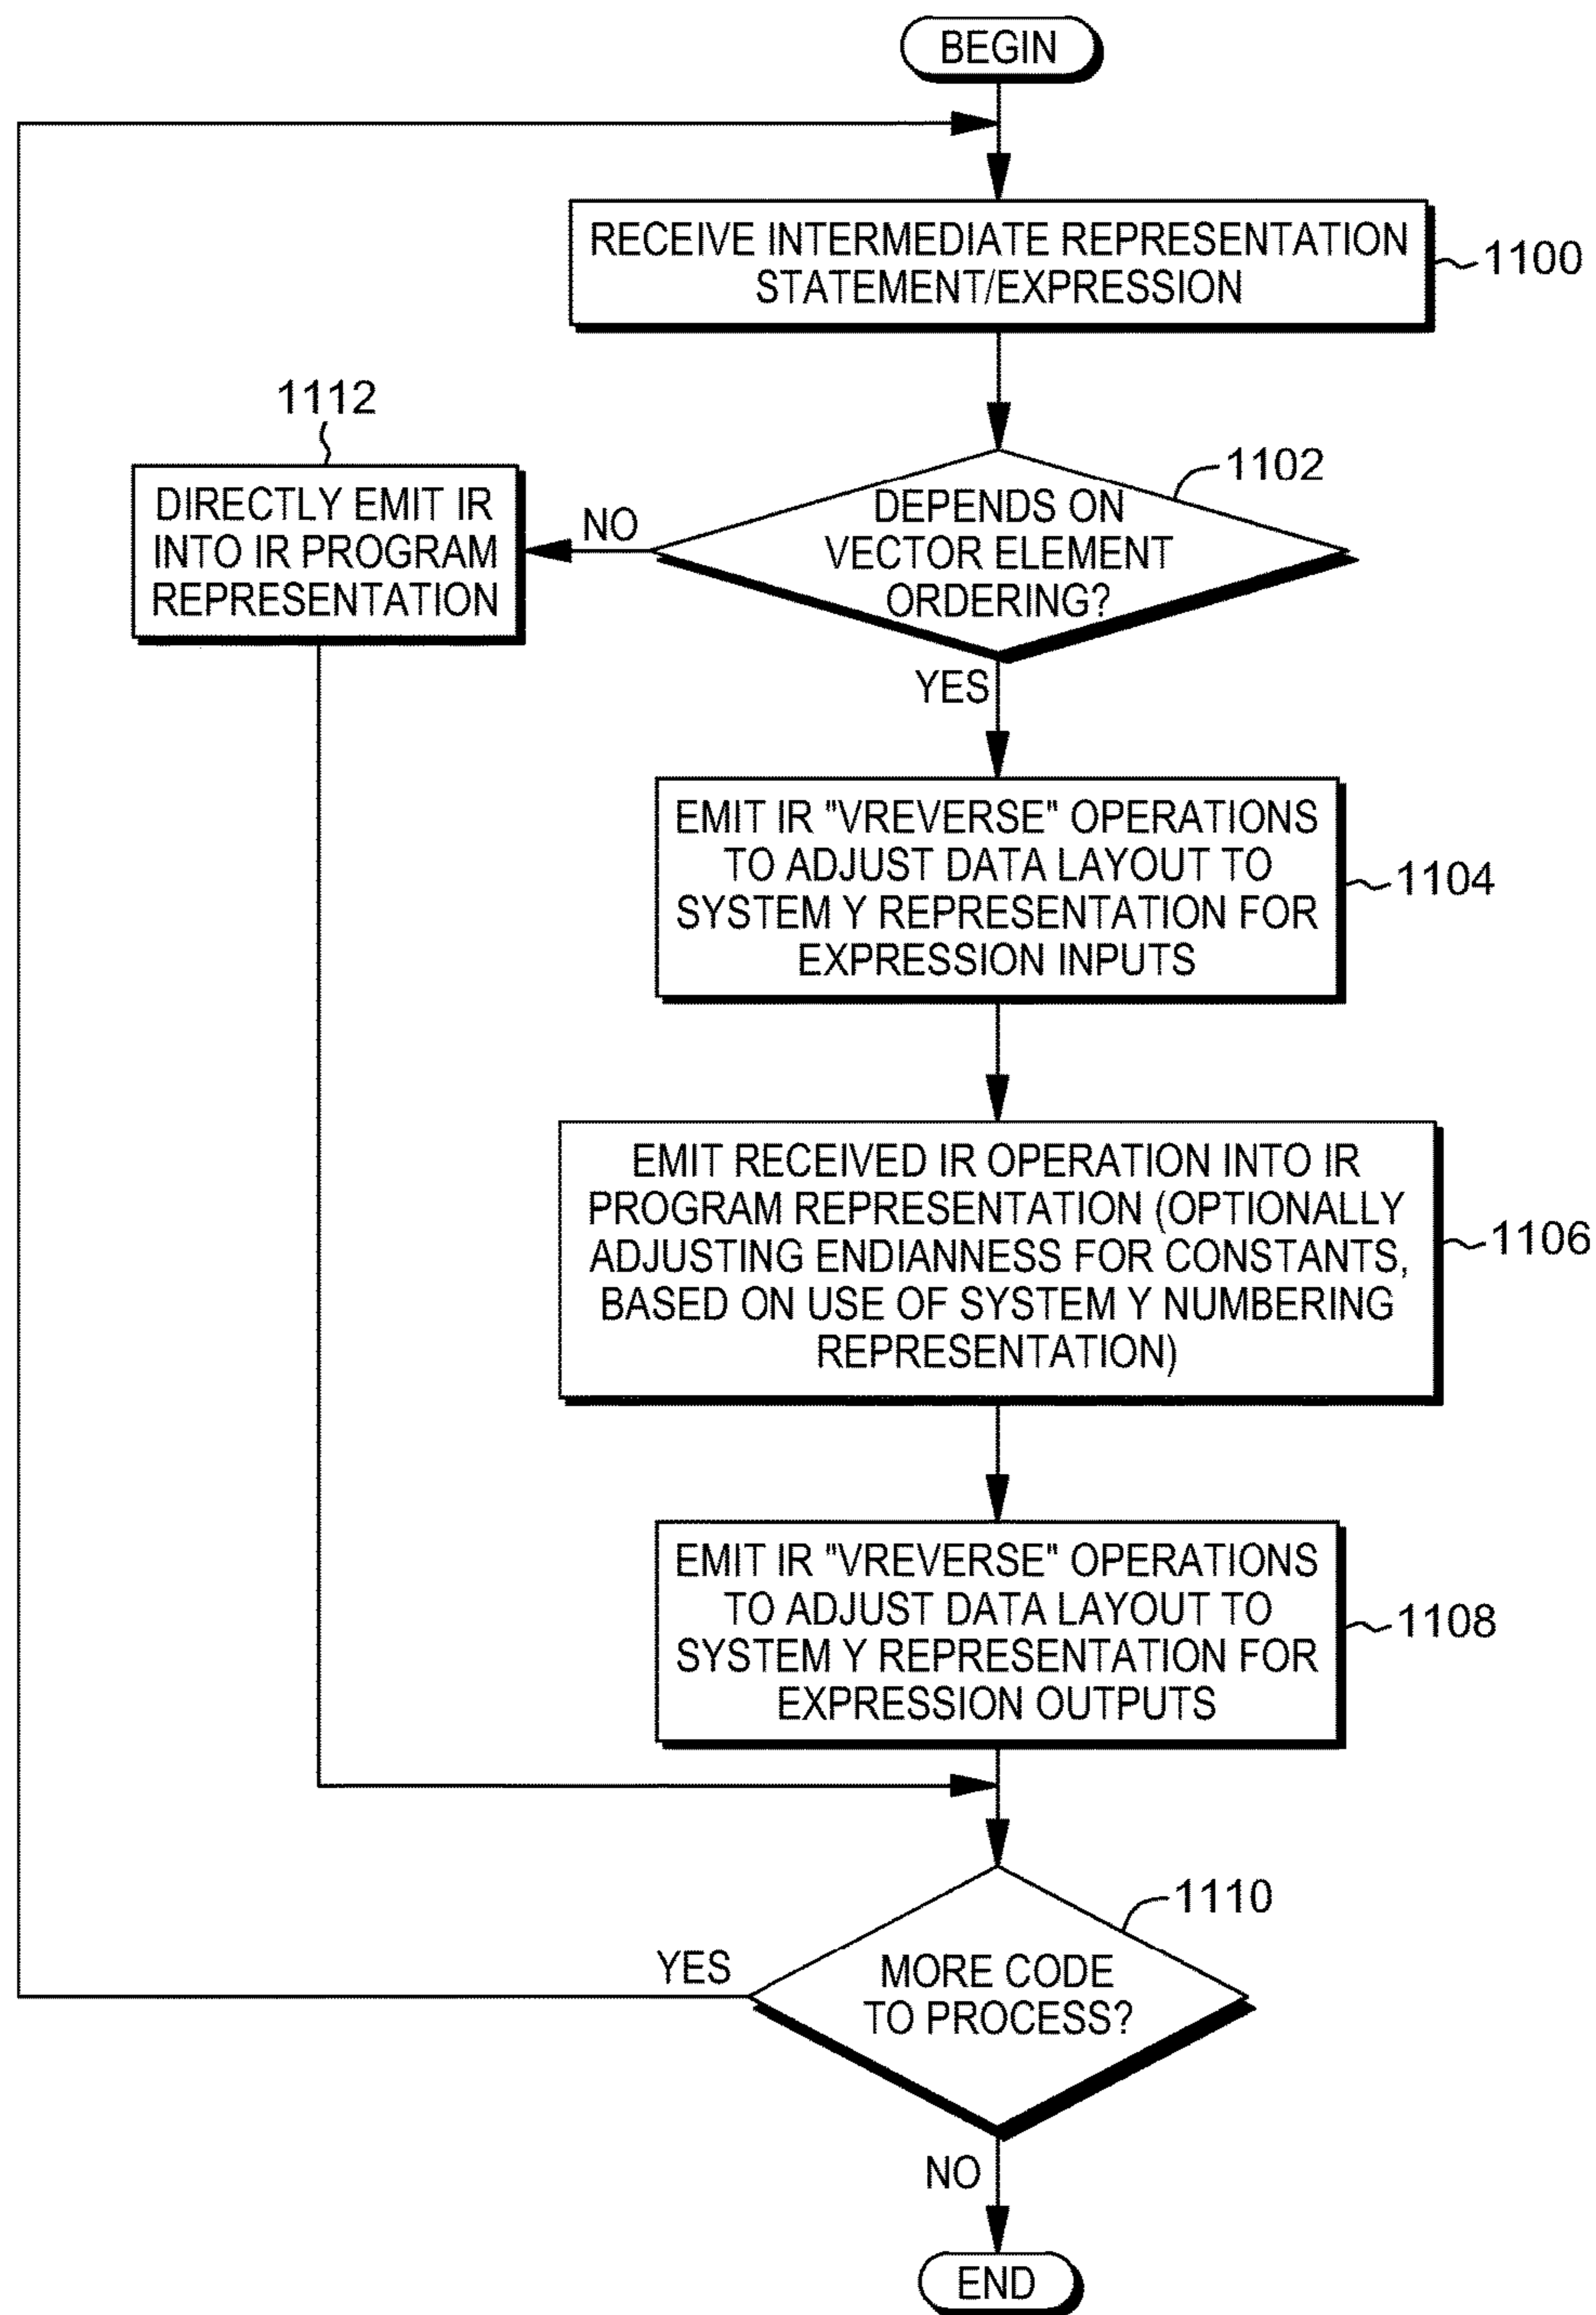 BEGIN
RECEIVE INTERMEDIATE REPRESENTATION
STATEMENT/EXPRESSION
1100
1102
DEPENDS ON
VECTOR ELEMENT
ORDERING?
NO
1112
DIRECTLY EMIT IR
INTO IR PROGRAM
REPRESENTATION
YES
EMIT IR "VREVERSE" OPERATIONS
TO ADJUST DATA LAYOUT TO
SYSTEM Y REPRESENTATION FOR
EXPRESSION INPUTS
1104
EMIT RECEIVED IR OPERATION INTO IR
PROGRAM REPRESENTATION (OPTIONALLY
ADJUSTING ENDIANNESS FOR CONSTANTS,
BASED ON USE OF SYSTEM Y NUMBERING
REPRESENTATION)
1106
EMIT IR "VREVERSE" OPERATIONS
TO ADJUST DATA LAYOUT TO
SYSTEM Y REPRESENTATION FOR
EXPRESSION OUTPUTS
1108
1110
MORE CODE
TO PROCESS?
YES
NO
END